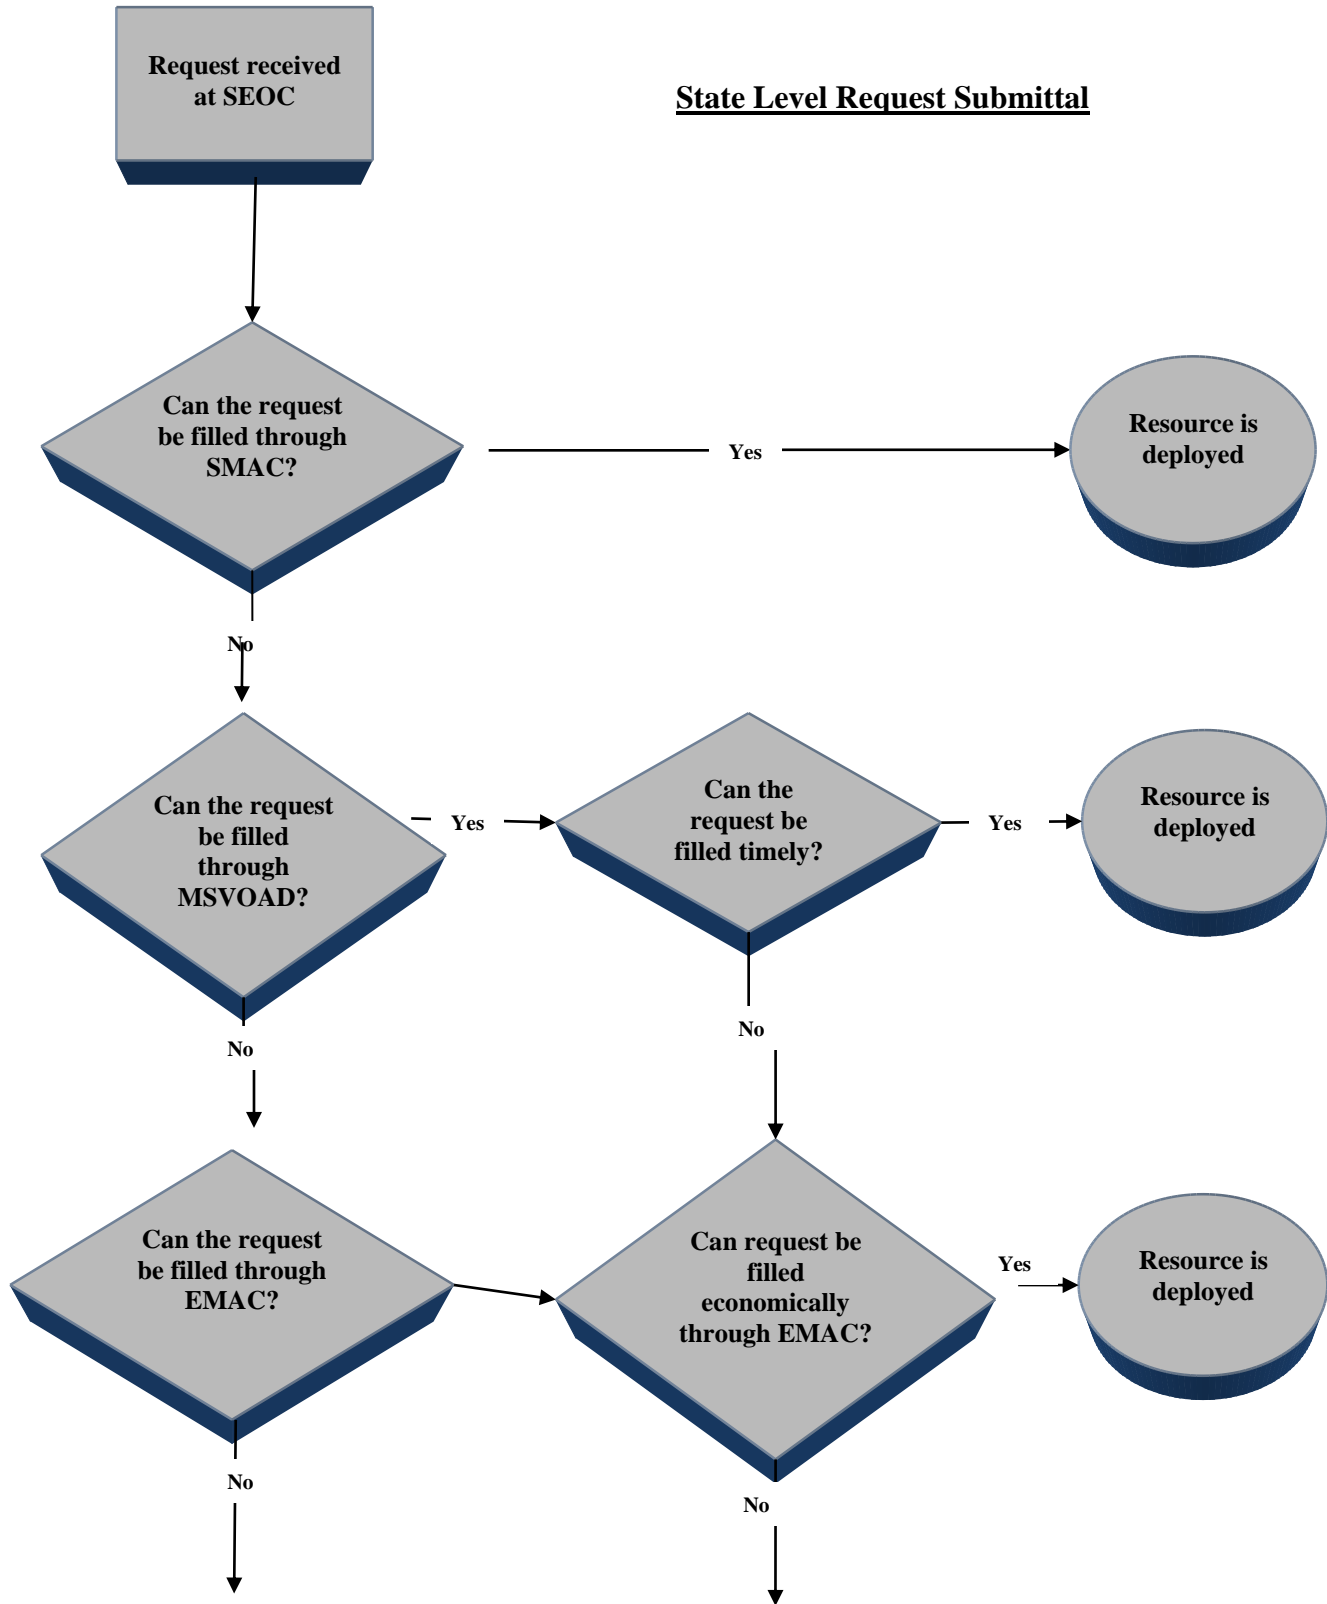 Request received
at SEOC
State Level Request Submittal
Can the request
be filled through
SMAC?
Yes
Resource is
deployed
No
Can the request
be filled
through
MSVOAD?
Yes
Can the
request be
filled timely?
Yes
Resource is
deployed
No
No
Can the request
be filled through
EMAC?
Can request be
filled
economically
through EMAC?
Yes
Resource is
deployed
No
No